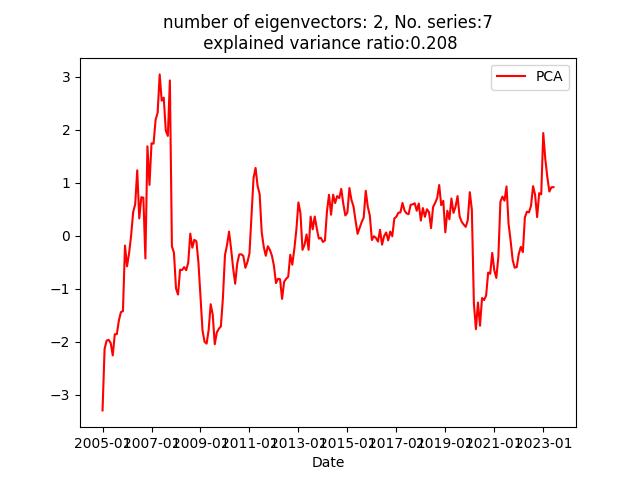 number of eigenvectors: 2, No. series:7
explained variance ratio:0.208
PCA
3
2
1
0
−1
−2
−3
2005-01 2007-01 2009-01 2011-01 2013-01 2015-01 2017-01 2019-01 2021-01 2023-01
Date